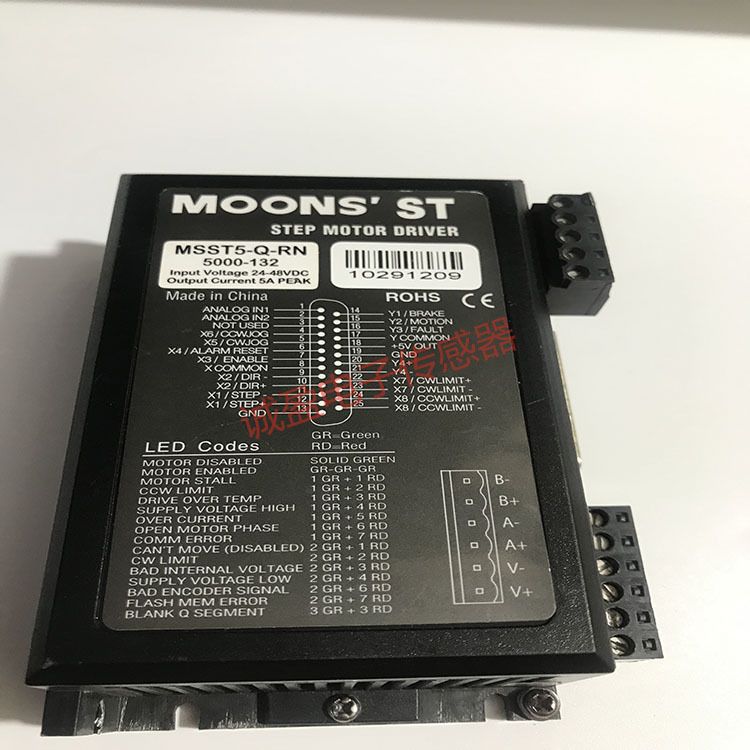 MOONS' ST
STEP MOTOR DRIVER
MSST5-Q-RN
5000-132
Input Voltage 24-48VDC
Output Current 5A PEAK
10291209
Made in China
ROHS CE
ANALOG IN1 1
ANALOG IN2 2
NOT USED 3
X6 / CCWJOG 4
X5 / CWJOG 5
X4 / ALARM RESET 6
X3 / ENABLE 7
X COMMON 8
X2 / DIR - 9
X2 / DIR+ 10
X1 / STEP - 11
X1 / STEP+ 12
GND 13
14 Y1 / BRAKE
15 Y2 / MOTION
16 Y3 / FAULT
17 Y COMMON
18 +5V OUT
19 GND
20 Y4+
21 Y4
22 X7 / CWLIMIT+
23 X7 / CWLIMIT -
24 X8 / CCWLIMIT+
25 X8 / CCWLIMIT -
诚盈电子传感器
LED Codes
GR=Green
RD=Red
MOTOR DISABLED SOLID GREEN
MOTOR ENABLED GR-GR-GR
MOTOR STALL 1 GR + 1 RD
CCW LIMIT 1 GR + 2 RD
DRIVE OVER TEMP 1 GR + 3 RD
SUPPLY VOLTAGE HIGH 1 GR + 4 RD
OVER CURRENT 1 GR + 5 RD
OPEN MOTOR PHASE 1 GR + 6 RD
COMM ERROR 1 GR + 7 RD
CAN'T MOVE (DISABLED) 2 GR + 1 RD
CW LIMIT 2 GR + 2 RD
BAD INTERNAL VOLTAGE 2 GR + 3 RD
SUPPLY VOLTAGE LOW 2 GR + 4 RD
BAD ENCODER SIGNAL 2 GR + 6 RD
FLASH MEM ERROR 2 GR + 7 RD
BLANK Q SEGMENT 3 GR + 3 RD
B-
B+
A-
A+
V-
V+